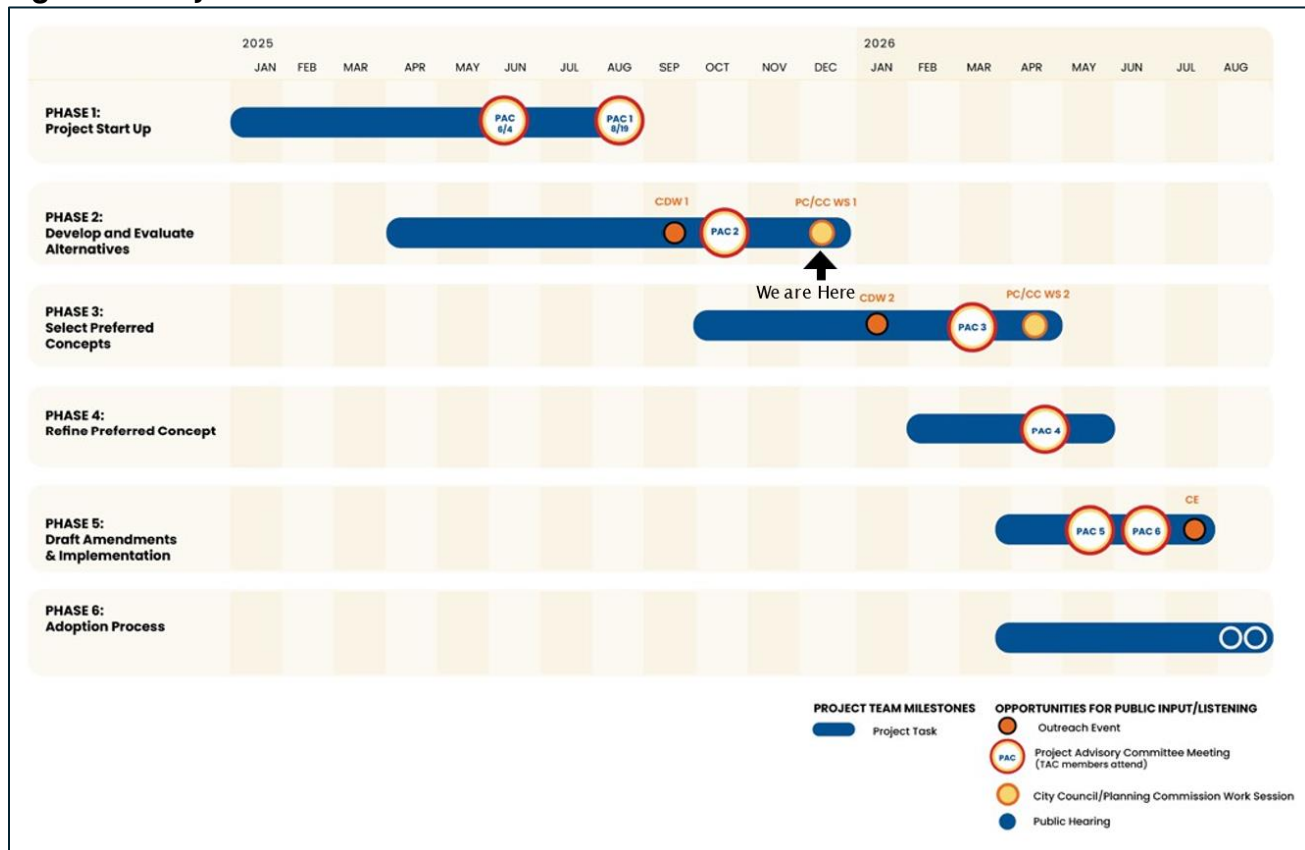 2025 2026
JAN FEB MAR APR MAY JUN JUL AUG SEP OCT NOV DEC JAN FEB MAR APR MAY JUN JUL AUG
PHASE 1:
Project Start Up
PAC
6/4
PAC 1
8/19
PHASE 2:
Develop and Evaluate
Alternatives
CDW 1
PAC 2
PC/CC WS 1
We are Here
PHASE 3:
Select Preferred
Concepts
CDW 2
PAC 3
PC/CC WS 2
PHASE 4:
Refine Preferred Concept
PAC 4
PHASE 5:
Draft Amendments
& Implementation
PAC 5
PAC 6
CE
PHASE 6:
Adoption Process
PROJECT TEAM MILESTONES
Project Task
OPPORTUNITIES FOR PUBLIC INPUT/LISTENING
Outreach Event
PAC
Project Advisory Committee Meeting
(TAC members attend)
City Council/Planning Commission Work Session
Public Hearing